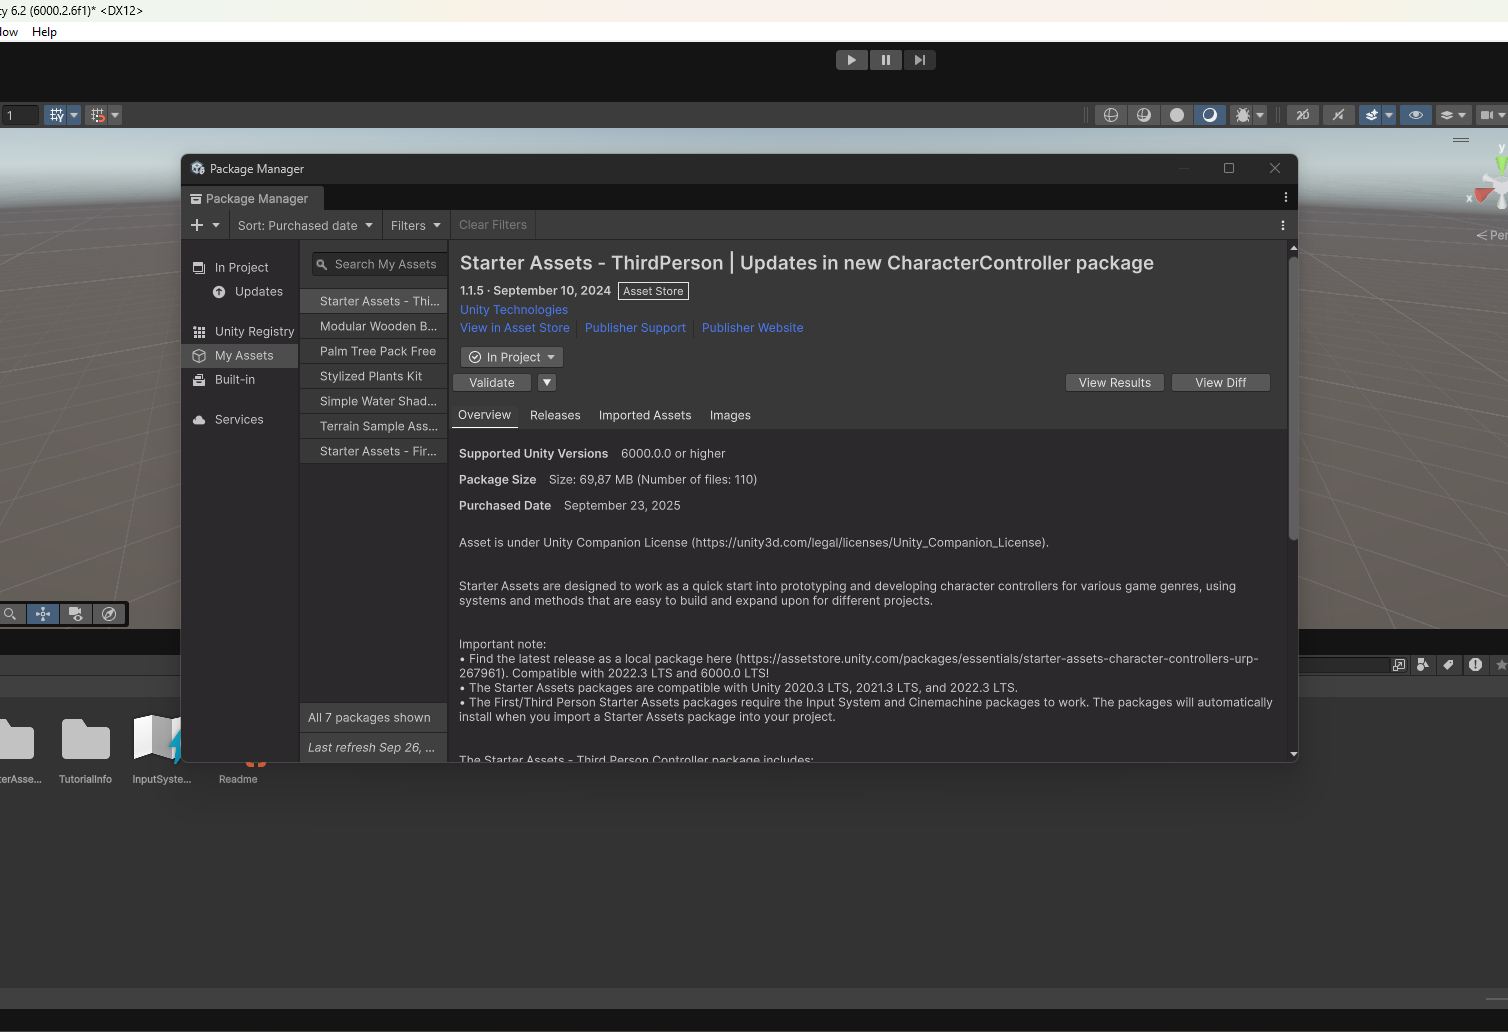 ty 6.2 (6000.2.6f1)* <DX12>
low Help
1
2D
y
x
< Per
Package Manager
Package Manager
Sort: Purchased date Filters Clear Filters
In Project
Updates
Unity Registry
My Assets
Built-in
Services
Search My Assets
Starter Assets - Thi...
Modular Wooden B...
Palm Tree Pack Free
Stylized Plants Kit
Simple Water Shad...
Terrain Sample Ass...
Starter Assets - Fir...
All 7 packages shown
Last refresh Sep 26, ...
Starter Assets - ThirdPerson | Updates in new CharacterController package
1.1.5 · September 10, 2024 Asset Store
Unity Technologies
View in Asset Store Publisher Support Publisher Website
In Project
Validate View Results View Diff
Overview Releases Imported Assets Images
Supported Unity Versions 6000.0.0 or higher
Package Size Size: 69,87 MB (Number of files: 110)
Purchased Date September 23, 2025
Asset is under Unity Companion License (https://unity3d.com/legal/licenses/Unity_Companion_License).
Starter Assets are designed to work as a quick start into prototyping and developing character controllers for various game genres, using
systems and methods that are easy to build and expand upon for different projects.
Important note:
• Find the latest release as a local package here (https://assetstore.unity.com/packages/essentials/starter-assets-character-controllers-urp-
267961). Compatible with 2022.3 LTS and 6000.0 LTS!
• The Starter Assets packages are compatible with Unity 2020.3 LTS, 2021.3 LTS, and 2022.3 LTS.
• The First/Third Person Starter Assets packages require the Input System and Cinemachine packages to work. The packages will automatically
install when you import a Starter Assets package into your project.
The Starter Assets - Third Person Controller package includes:
terAsse... TutorialInfo InputSyste... Readme